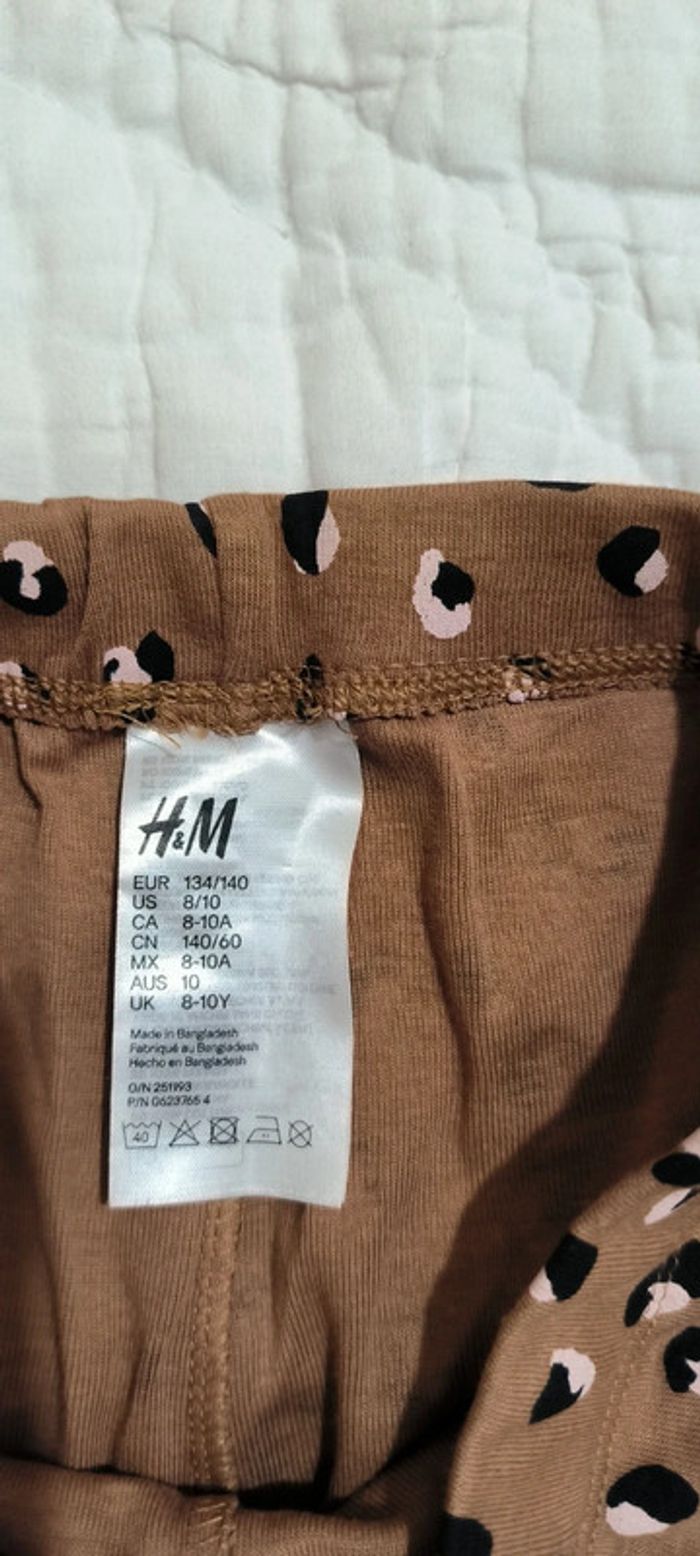 H&M
EUR 134/140
US 8/10
CA 8-10A
CN 140/60
MX 8-10A
AUS 10
UK 8-10Y
Made in Bangladesh
Fabriqué au Bangladesh
Hecho en Bangladesh
O/N 251993
P/N 0623765 4
40